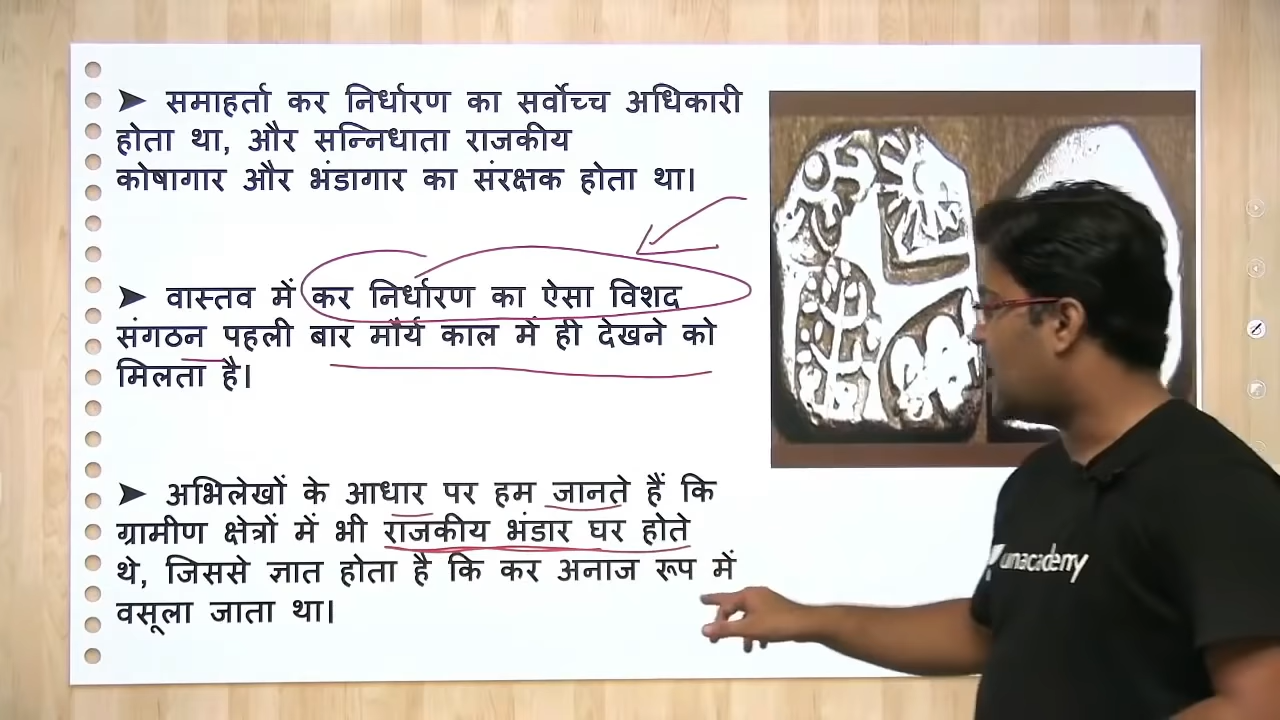 ➤ समाहर्ता कर निर्धारण का सर्वोच्च अधिकारी
होता था, और सन्निधाता राजकीय
कोषागार और भंडागार का संरक्षक होता था।
➤ वास्तव में कर निर्धारण का ऐसा विशद
संगठन पहली बार मौर्य काल में ही देखने को
मिलता है।
➤ अभिलेखों के आधार पर हम जानते हैं कि
ग्रामीण क्षेत्रों में भी राजकीय भंडार घर होते
थे, जिससे ज्ञात होता है कि कर अनाज रूप में
वसूला जाता था।
unacademy